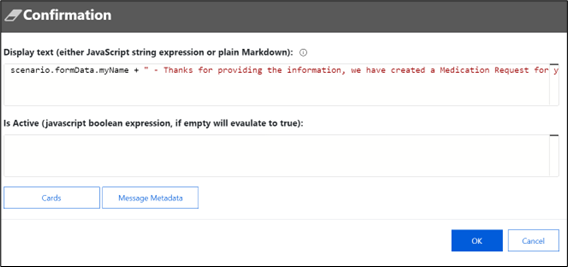 Confirmation
Display text (either JavaScript string expression or plain Markdown):
scenario.formData.myName + " - Thanks for providing the information, we have created a Medication Request for y
Is Active (javascript boolean expression, if empty will evaulate to true):
Cards
Message Metadata
OK
Cancel